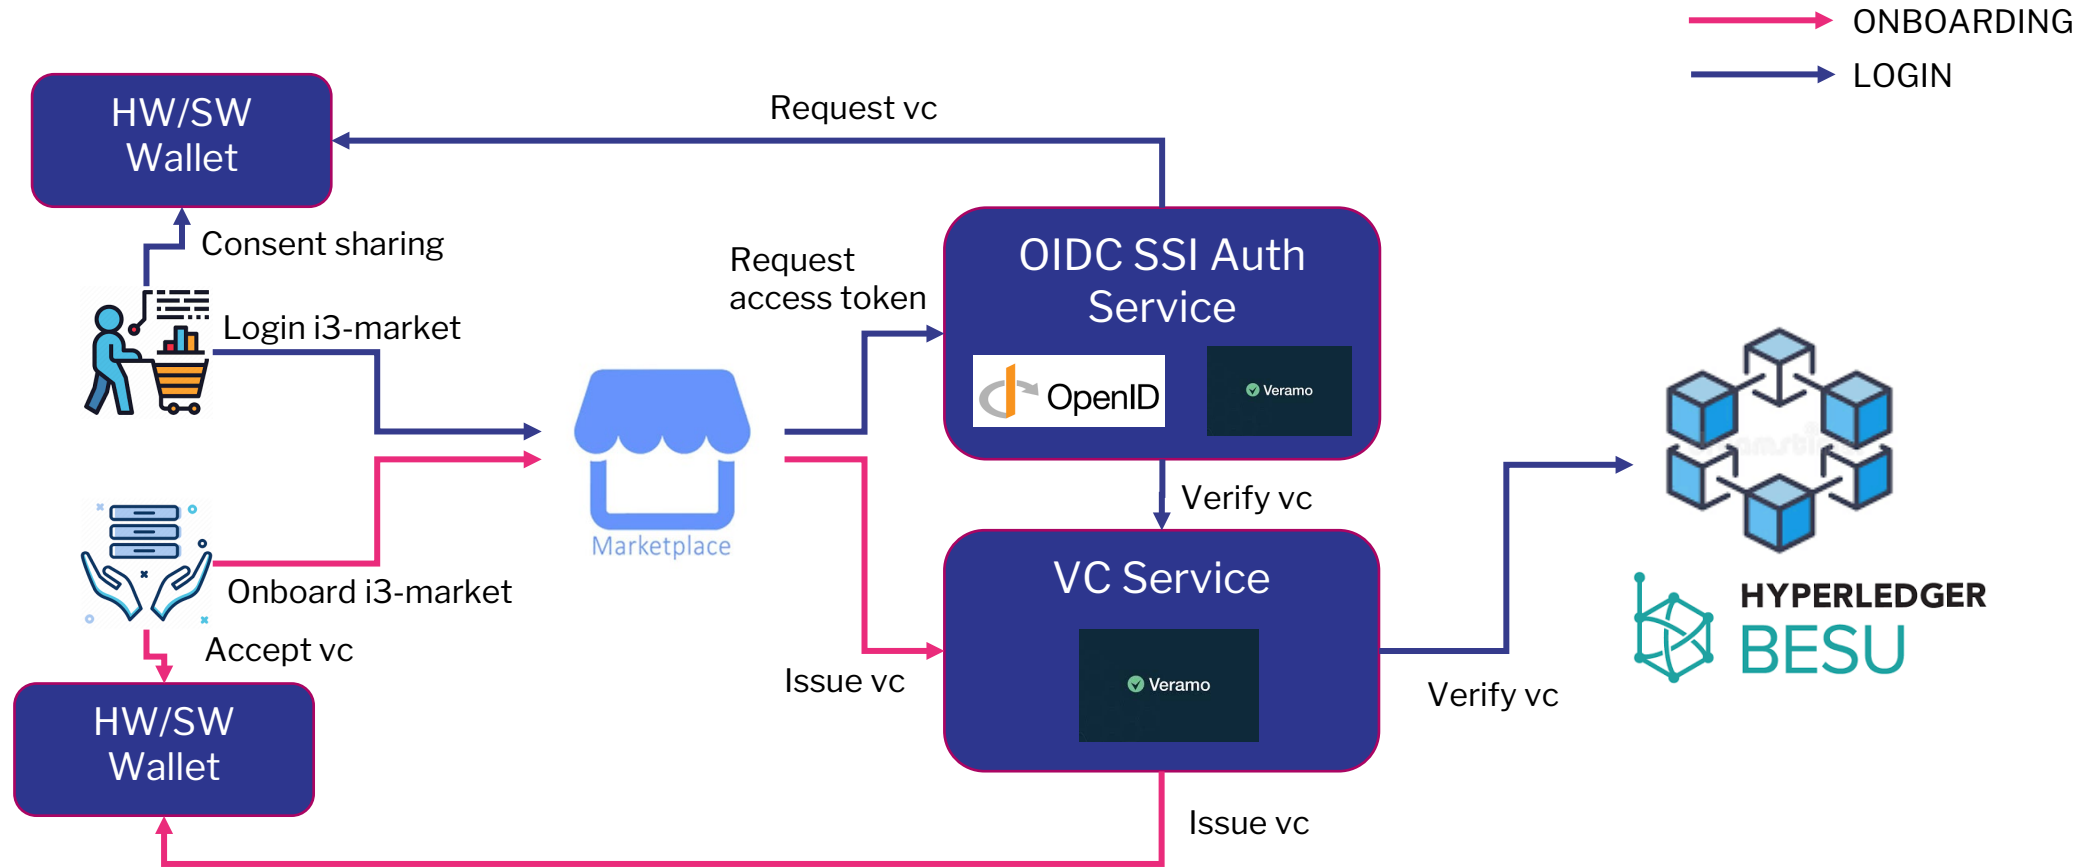 ONBOARDING
LOGIN
HW/SW
Wallet
Request vc
Consent sharing
Login i3-market
Request
access token
OIDC SSI Auth
Service
OpenID
Veramo
Marketplace
Verify vc
Onboard i3-market
Accept vc
Issue vc
VC Service
Veramo
Verify vc
HYPERLEDGER
BESU
HW/SW
Wallet
Issue vc